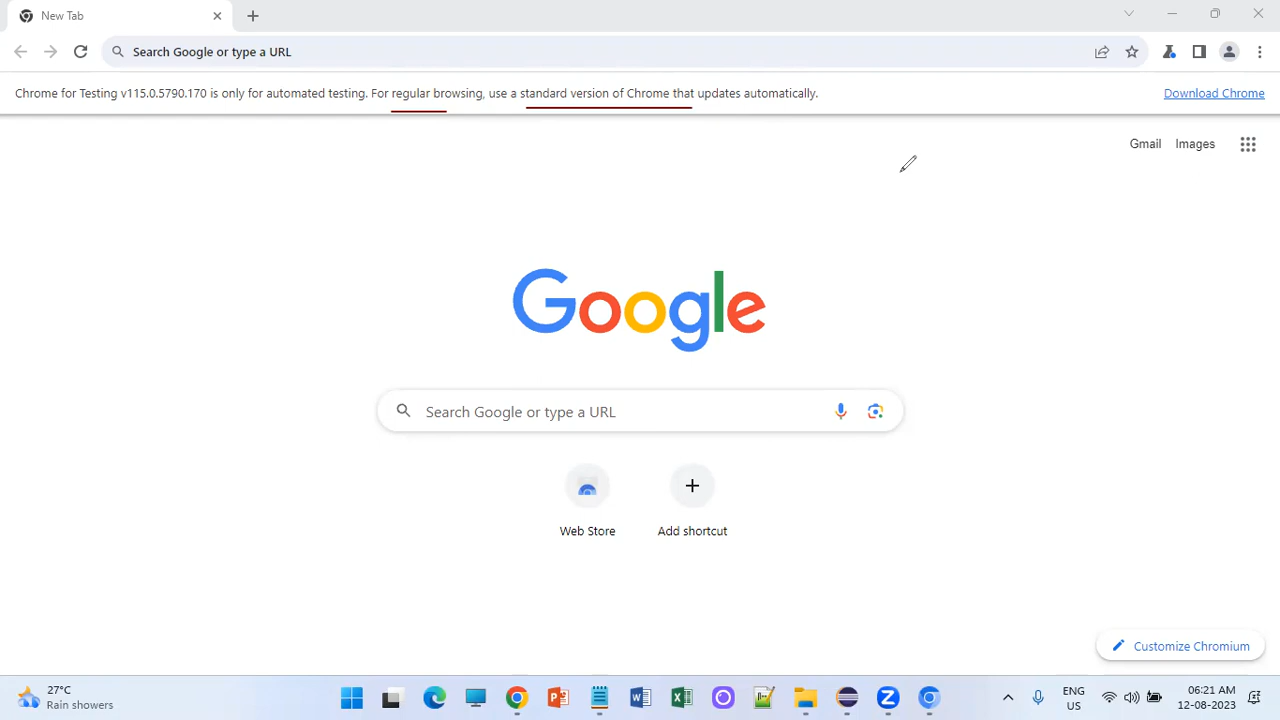 New Tab
Search Google or type a URL
Chrome for Testing v115.0.5790.170 is only for automated testing. For regular browsing, use a standard version of Chrome that updates automatically.
Download Chrome
Gmail Images
Google
Search Google or type a URL
Web Store
Add shortcut
Customize Chromium
27°C
Rain showers
ENG
US
06:21 AM
12-08-2023